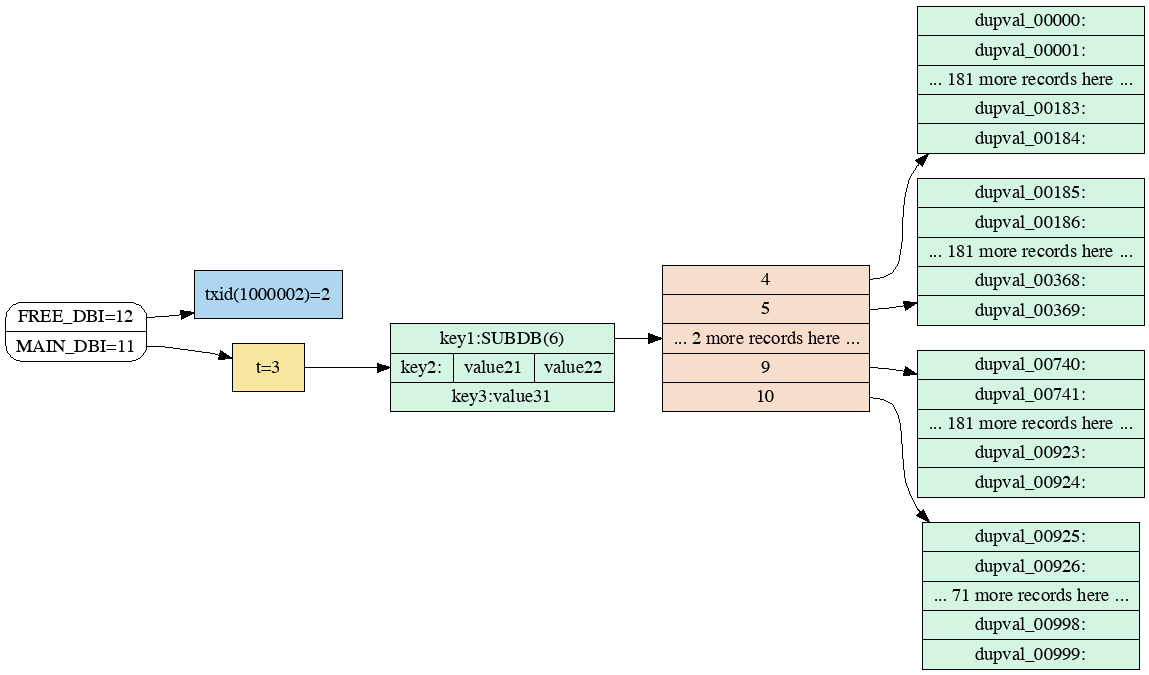 FREE_DBI=12
MAIN_DBI=11
txid(1000002)=2
t=3
key1:SUBDB(6)
key2: value21 value22
key3:value31
4
5
... 2 more records here ...
9
10
dupval_00000:
dupval_00001:
... 181 more records here ...
dupval_00183:
dupval_00184:
dupval_00185:
dupval_00186:
... 181 more records here ...
dupval_00368:
dupval_00369:
dupval_00740:
dupval_00741:
... 181 more records here ...
dupval_00923:
dupval_00924:
dupval_00925:
dupval_00926:
... 71 more records here ...
dupval_00998:
dupval_00999: